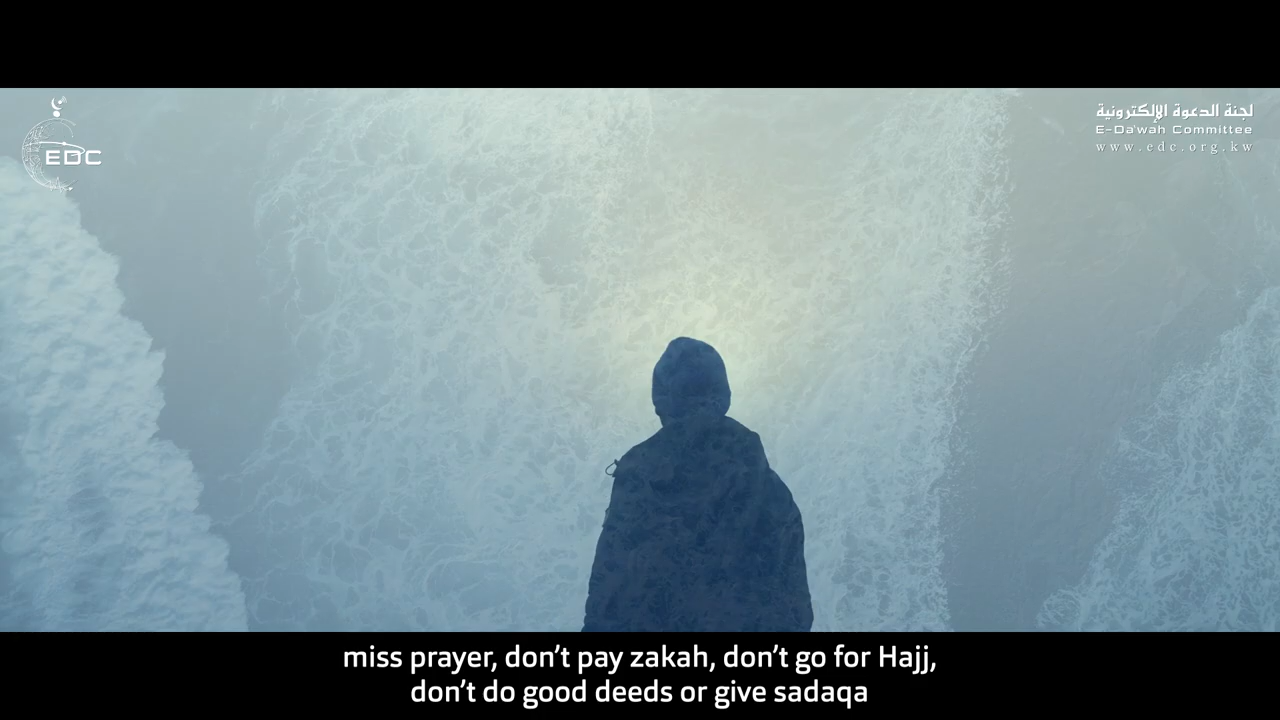 EDC
لجنة الدعوة الإلكترونية
E-Da'wah Committee
www.edc.org.kw
miss prayer, don't pay zakah, don't go for Hajj,
don't do good deeds or give sadaqa